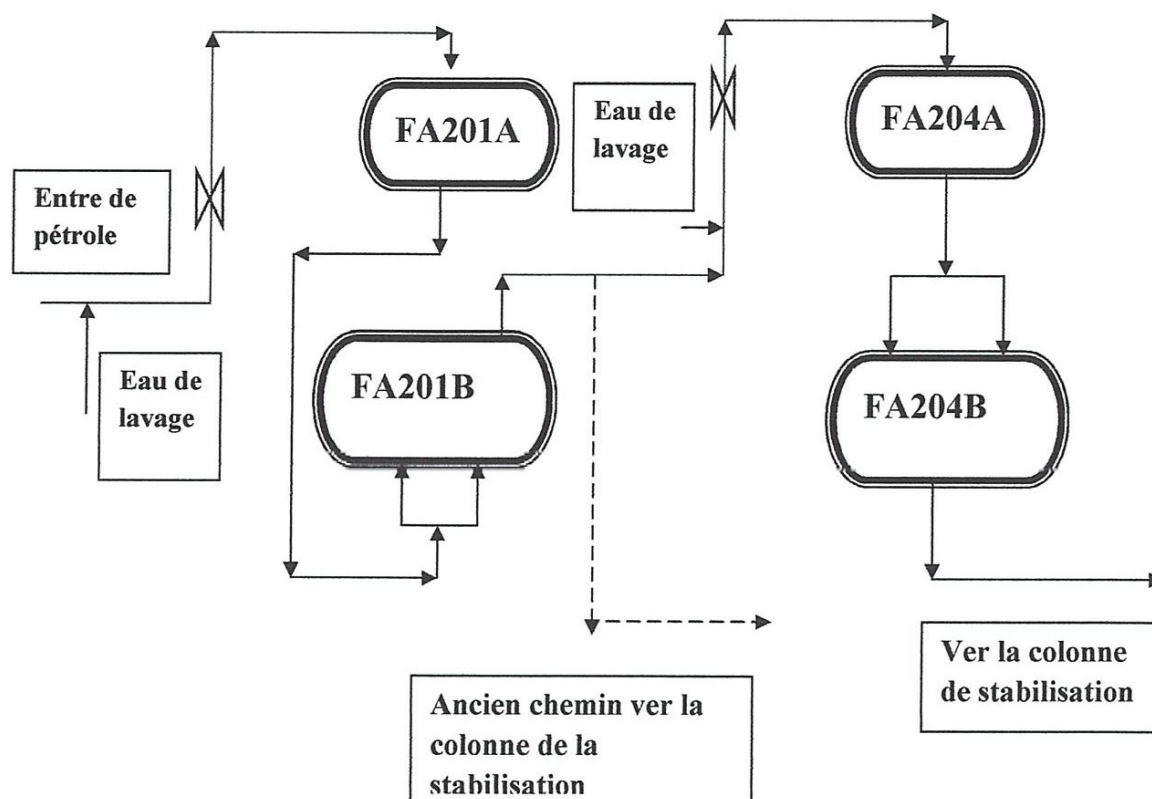 FA201A
Eau de
lavage
FA204A
Entre de
pétrole
Eau de
lavage
FA201B
FA204B
Ancien chemin ver la
colonne de la
stabilisation
Ver la colonne
de stabilisation